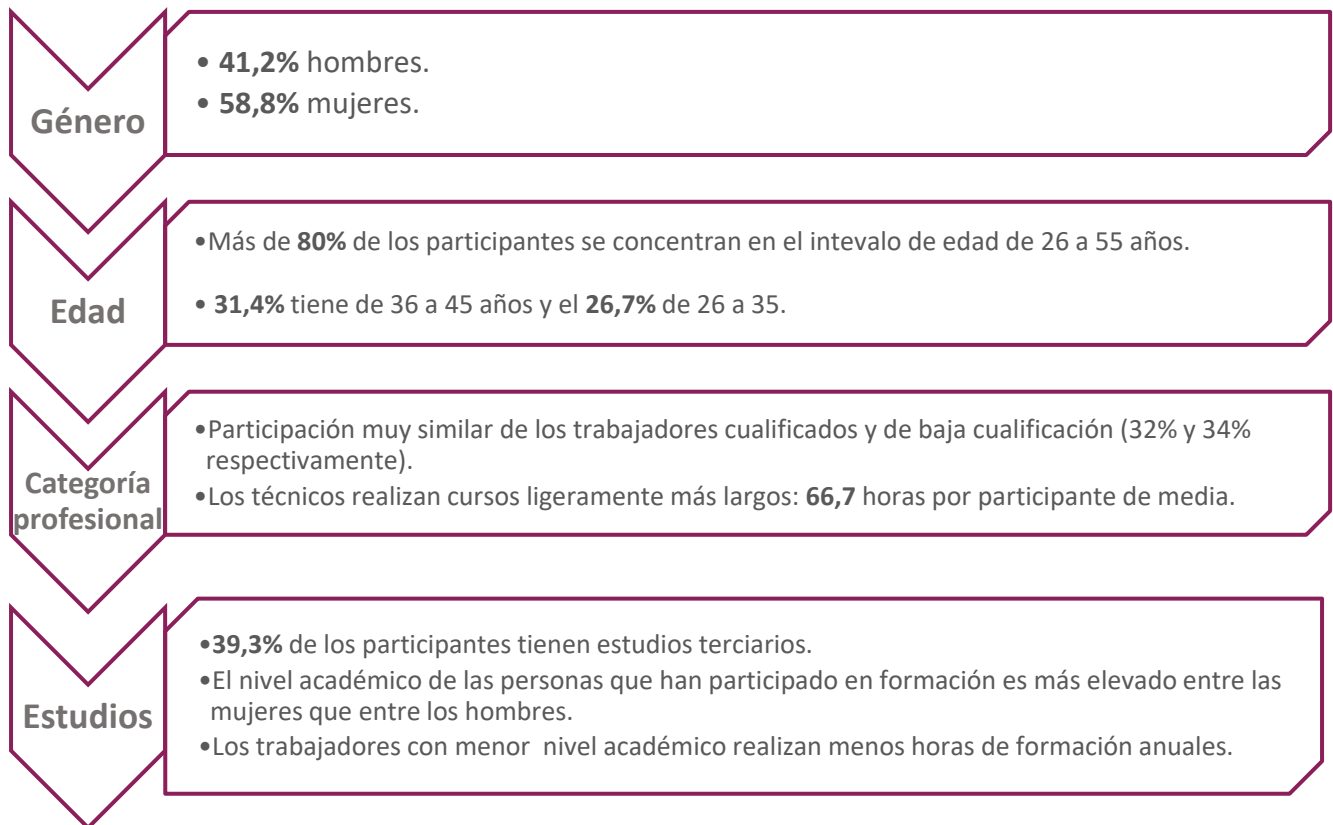 Género
• 41,2% hombres.
• 58,8% mujeres.
Edad
•Más de 80% de los participantes se concentran en el intevalo de edad de 26 a 55 años.
• 31,4% tiene de 36 a 45 años y el 26,7% de 26 a 35.
Categoría
profesional
•Participación muy similar de los trabajadores cualificados y de baja cualificación (32% y 34%
respectivamente).
•Los técnicos realizan cursos ligeramente más largos: 66,7 horas por participante de media.
Estudios
•39,3% de los participantes tienen estudios terciarios.
•El nivel académico de las personas que han participado en formación es más elevado entre las
mujeres que entre los hombres.
•Los trabajadores con menor nivel académico realizan menos horas de formación anuales.